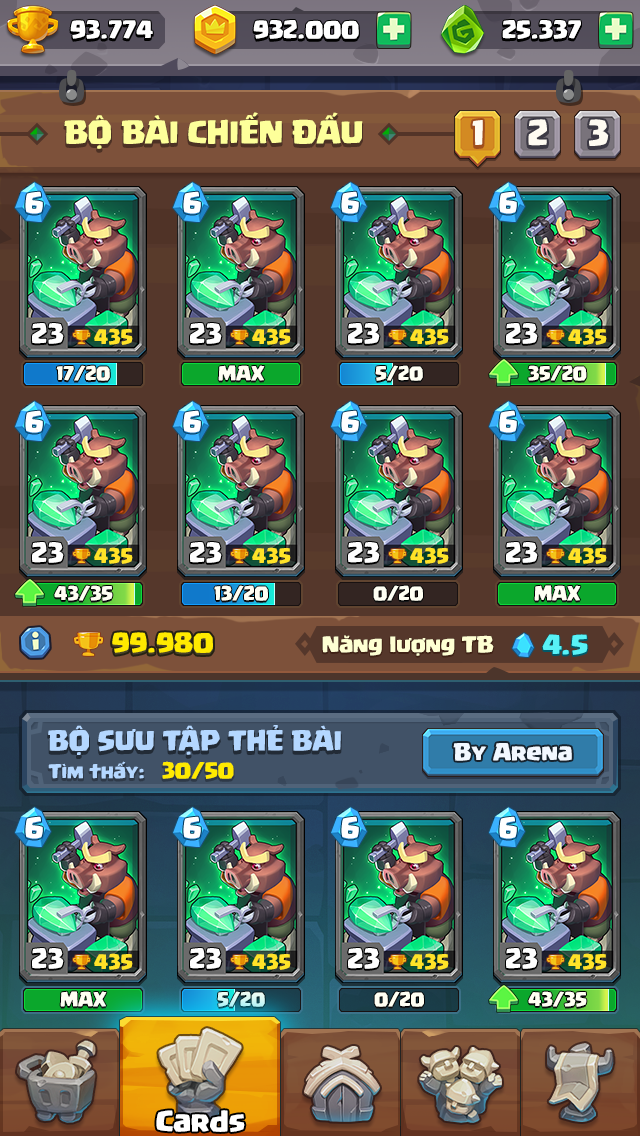 93.774 932.000 25.337
BỘ BÀI CHIẾN ĐẤU 1 2 3
6 6 6 6
23 435 23 435 23 435 23 435
17/20 MAX 5/20 35/20
6 6 6 6
23 435 23 435 23 435 23 435
43/35 13/20 0/20 MAX
99.980 Năng lượng TB 4.5
BỘ SƯU TẬP THẺ BÀI
By Arena
Tìm thấy: 30/50
6 6 6 6
23 435 23 435 23 435 23 435
MAX 5/20 0/20 43/35
Cards